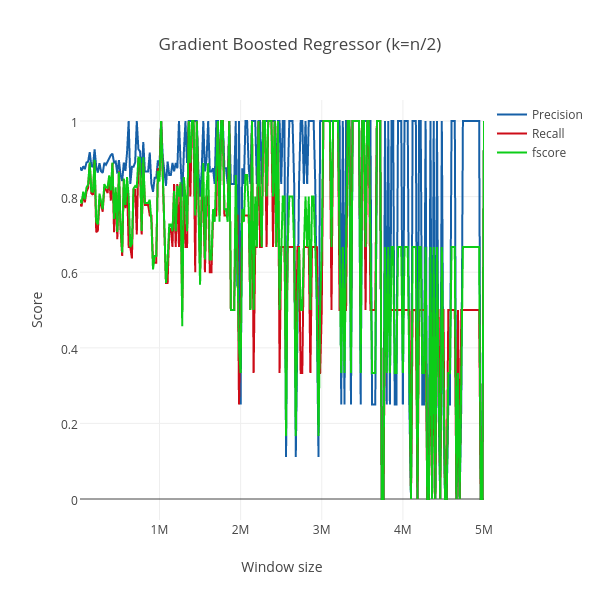 Gradient Boosted Regressor (k=n/2)
Precision
Recall
fscore
1
0.8
0.6
0.4
0.2
0
Score
1M 2M 3M 4M 5M
Window size